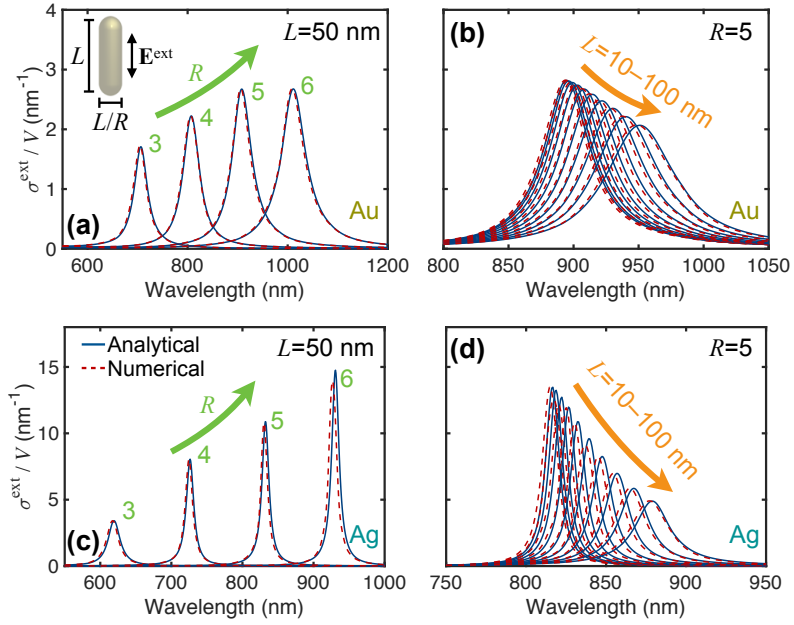 L=50 nm
L
E^ext
L/R
R
3
4
5
6
4
3
2
1
0
σ^ext / V (nm⁻¹)
(a)
Au
600
800
1000
1200
Wavelength (nm)
(b)
R=5
L=10–100 nm
Au
800
850
900
950
1000
1050
Wavelength (nm)
Analytical
Numerical
L=50 nm
R
3
4
5
6
15
10
5
0
σ^ext / V (nm⁻¹)
(c)
Ag
600
700
800
900
1000
Wavelength (nm)
(d)
R=5
L=10–100 nm
Ag
750
800
850
900
950
Wavelength (nm)